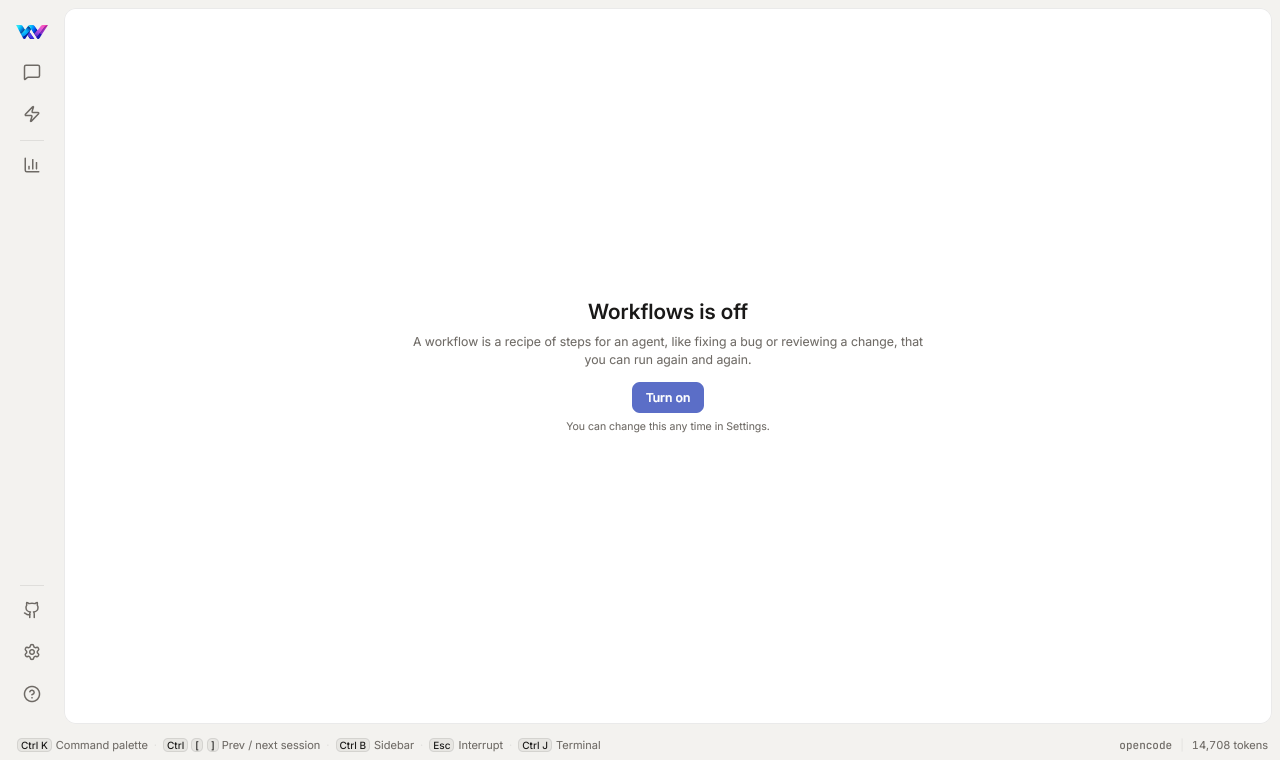 Workflows is off
A workflow is a recipe of steps for an agent, like fixing a bug or reviewing a change, that
you can run again and again.
Turn on
You can change this any time in Settings.
Ctrl K Command palette Ctrl [ ] Prev / next session Ctrl B Sidebar Esc Interrupt Ctrl J Terminal opencode 14,708 tokens